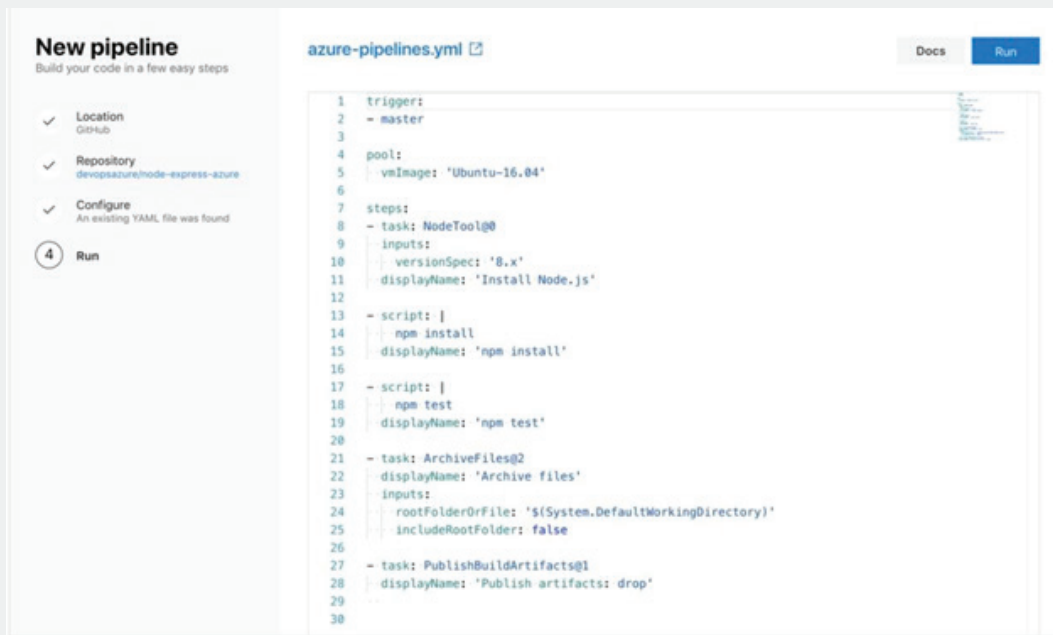 New pipeline
Build your code in a few easy steps
Location
GitHub
Repository
devopsazure/node-express-azure
Configure
An existing YAML file was found
4 Run
azure-pipelines.yml
Docs
Run
1 trigger:
2 - master
3
4 pool:
5 vmImage: 'Ubuntu-16.04'
6
7 steps:
8 - task: NodeTool@0
9 inputs:
10 versionSpec: '8.x'
11 displayName: 'Install Node.js'
12
13 - script: |
14 npm install
15 displayName: 'npm install'
16
17 - script: |
18 npm test
19 displayName: 'npm test'
20
21 - task: ArchiveFiles@2
22 displayName: 'Archive files'
23 inputs:
24 rootFolderOrFile: '$(System.DefaultWorkingDirectory)'
25 includeRootFolder: false
26
27 - task: PublishBuildArtifacts@1
28 displayName: 'Publish artifacts: drop'
29
30